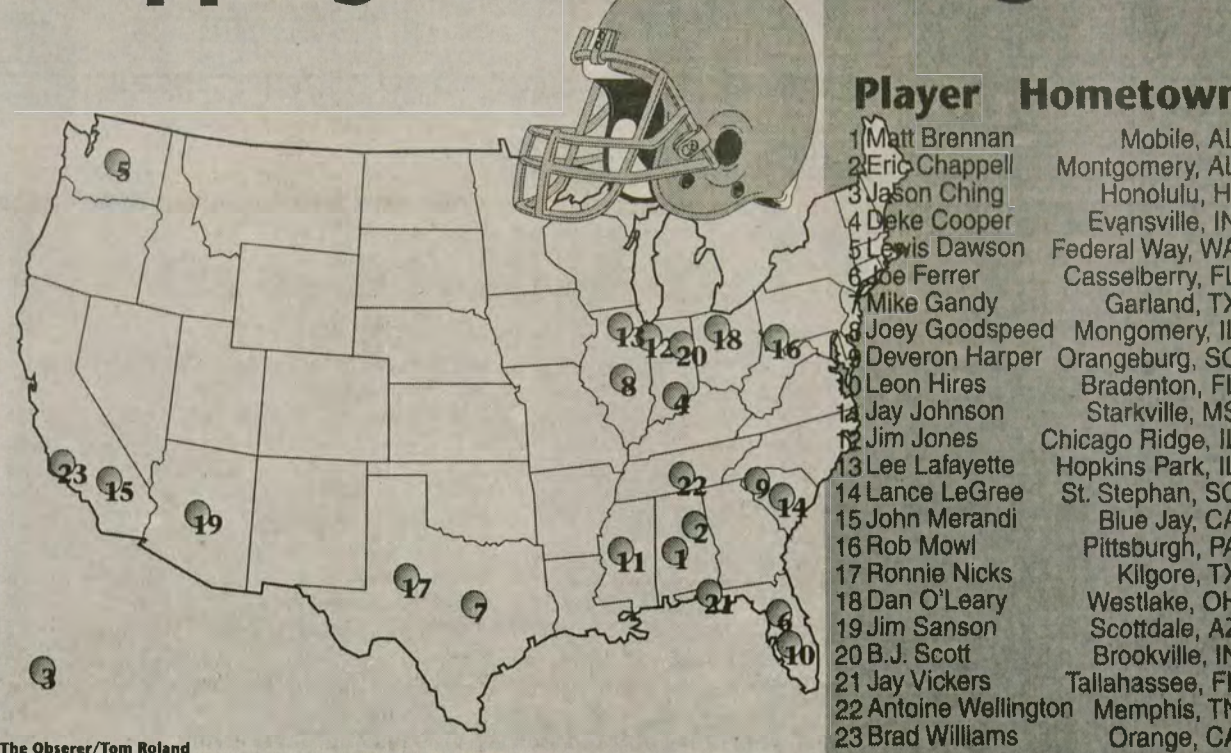 Player Hometown
1 Matt Brennan Mobile, AL
2 Eric Chappell Montgomery, AL
3 Jason Ching Honolulu, H
4 Deke Cooper Evansville, IN
5 Lewis Dawson Federal Way, WA
6 Joe Ferrer Casselberry, FL
7 Mike Gandy Garland, TX
8 Joey Goodspeed Mongomery, IL
9 Deveron Harper Orangeburg, SC
10 Leon Hires Bradenton, FL
11 Jay Johnson Starkville, MS
12 Jim Jones Chicago Ridge, IL
13 Lee Lafayette Hopkins Park, IL
14 Lance LeGree St. Stephan, SC
15 John Merandi Blue Jay, CA
16 Rob Mowl Pittsburgh, PA
17 Ronnie Nicks Kilgore, TX
18 Dan O'Leary Westlake, OH
19 Jim Sanson Scottdale, AZ
20 B.J. Scott Brookville, IN
21 Jay Vickers Tallahassee, FL
22 Antoine Wellington Memphis, TN
23 Brad Williams Orange, CA
5
13
12
20
18
16
8
4
23
15
19
22
9
14
2
11
1
17
7
21
6
10
3
The Obserer/Tom Roland